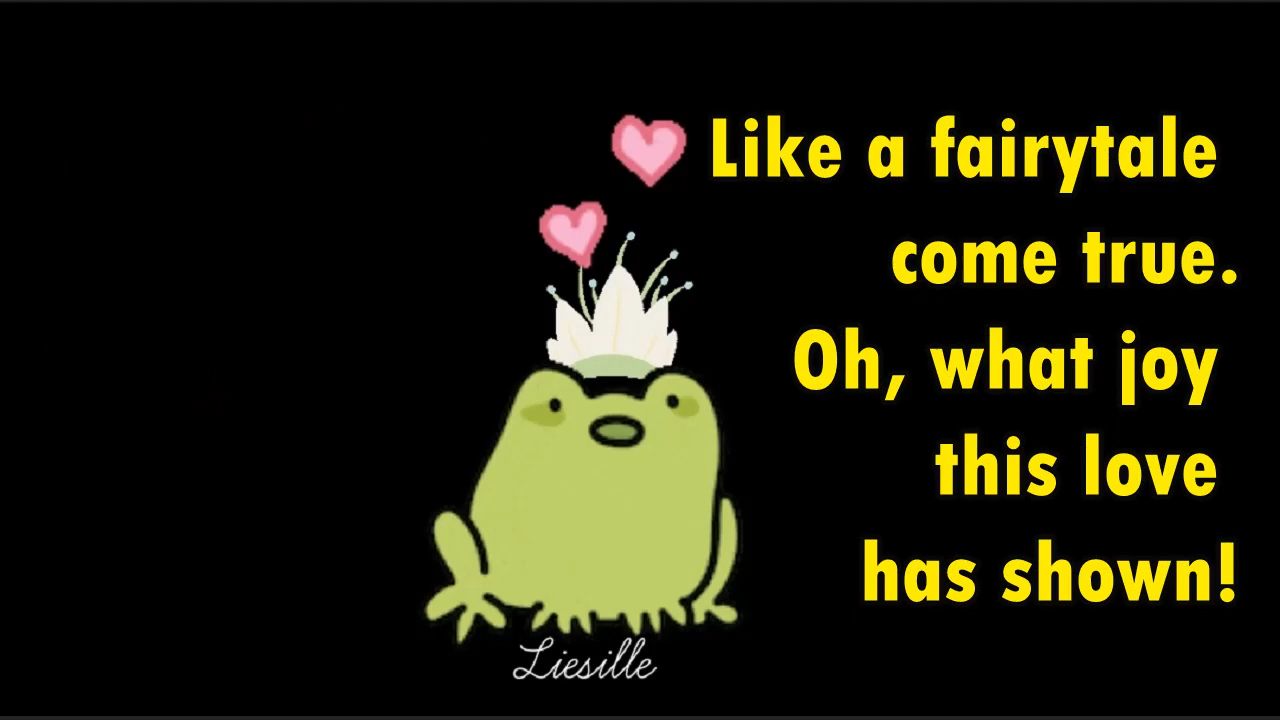 Like a fairytale
come true.
Oh, what joy
this love
has shown!
Liesille